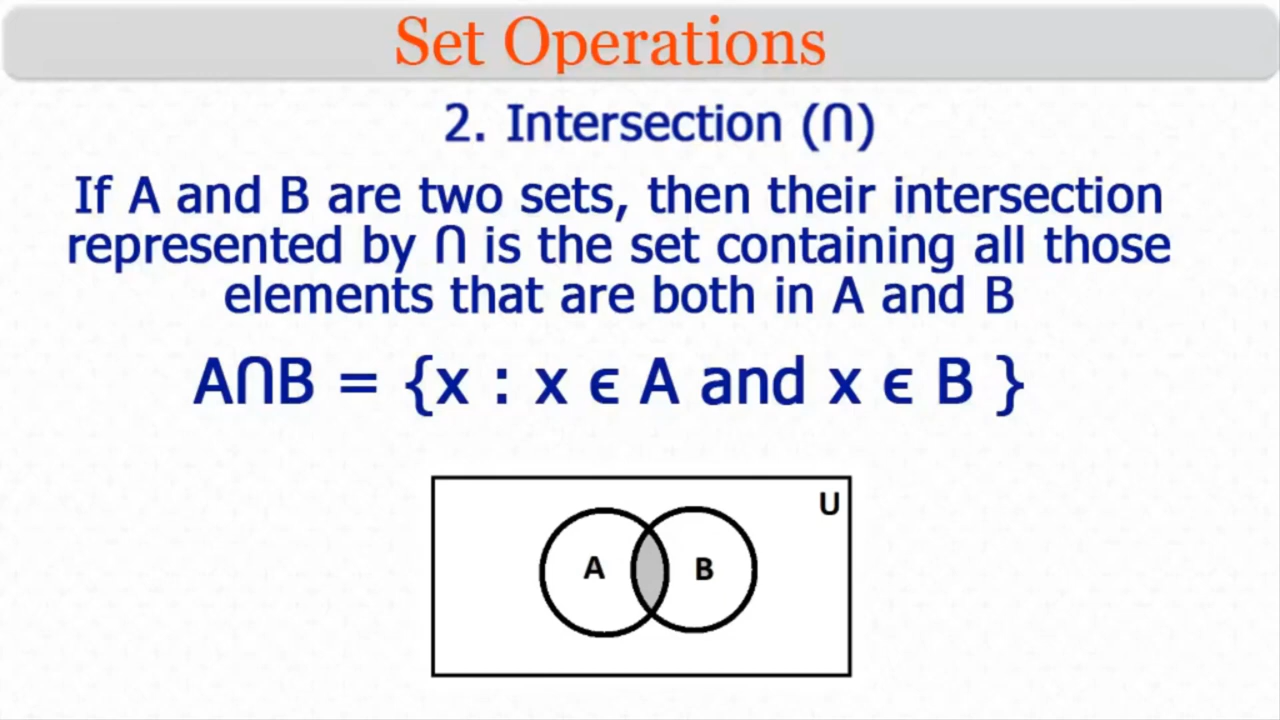 Set Operations
2. Intersection (∩)
If A and B are two sets, then their intersection
represented by ∩ is the set containing all those
elements that are both in A and B
A∩B = {x : x ϵ A and x ϵ B }
U
A B